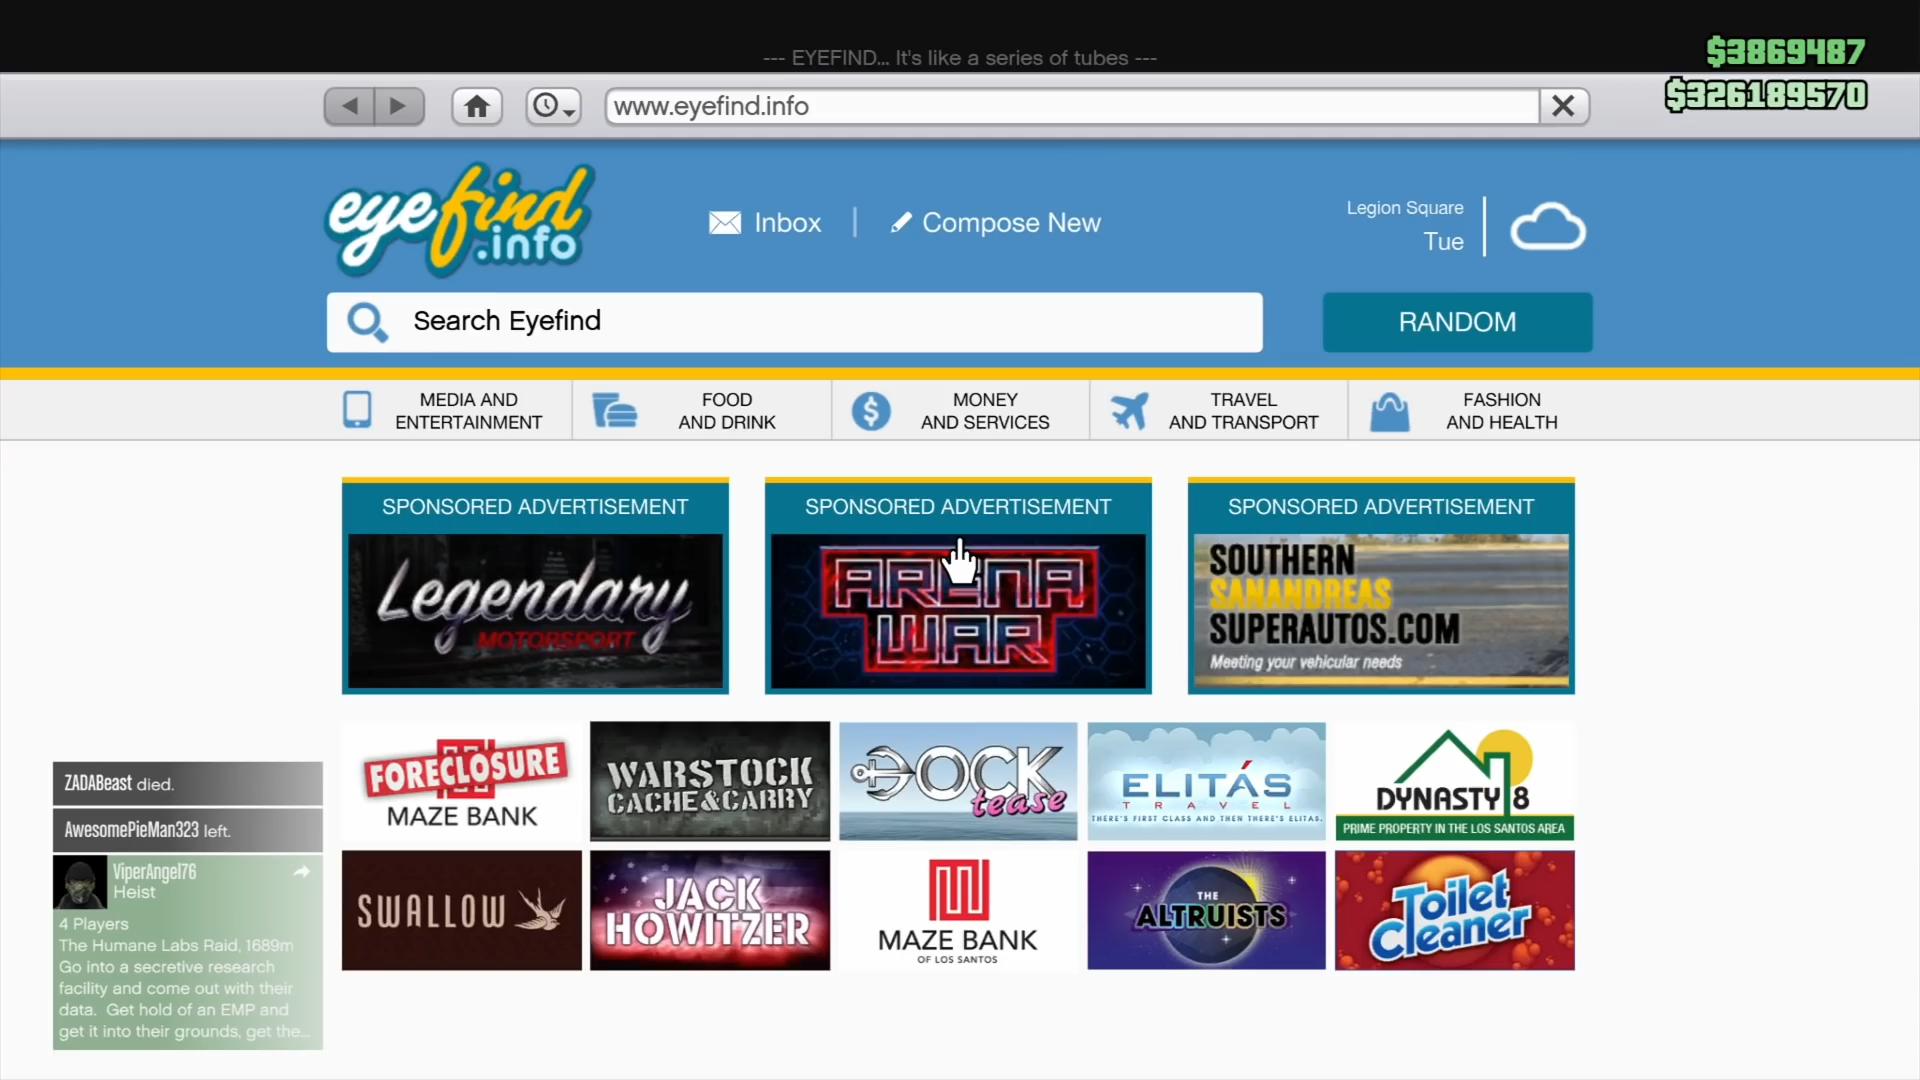 --- EYEFIND... It's like a series of tubes ---
$3869487
$326189570
www.eyefind.info
eyefind
.info
Inbox
Compose New
Legion Square
Tue
Search Eyefind
RANDOM
MEDIA AND
ENTERTAINMENT
FOOD
AND DRINK
MONEY
AND SERVICES
TRAVEL
AND TRANSPORT
FASHION
AND HEALTH
SPONSORED ADVERTISEMENT
Legendary
MOTORSPORT
SPONSORED ADVERTISEMENT
ARENA
WAR
SPONSORED ADVERTISEMENT
SOUTHERN
SANANDREAS
SUPERAUTOS.COM
Meeting your vehicular needs
FORECLOSURE
MAZE BANK
WARSTOCK
CACHE&CARRY
DOCK
tease
ELITÁS
TRAVEL
THERE'S FIRST CLASS AND THEN THERE'S ELITAS.
DYNASTY 8
PRIME PROPERTY IN THE LOS SANTOS AREA
SWALLOW
JACK
HOWITZER
MAZE BANK
OF LOS SANTOS
THE
ALTRUISTS
Toilet
Cleaner
ZADABeast died.
AwesomePieMan323 left.
ViperAngel76
Heist
4 Players
The Humane Labs Raid, 1689m
Go into a secretive research
facility and come out with their
data. Get hold of an EMP and
get it into their grounds, get the...